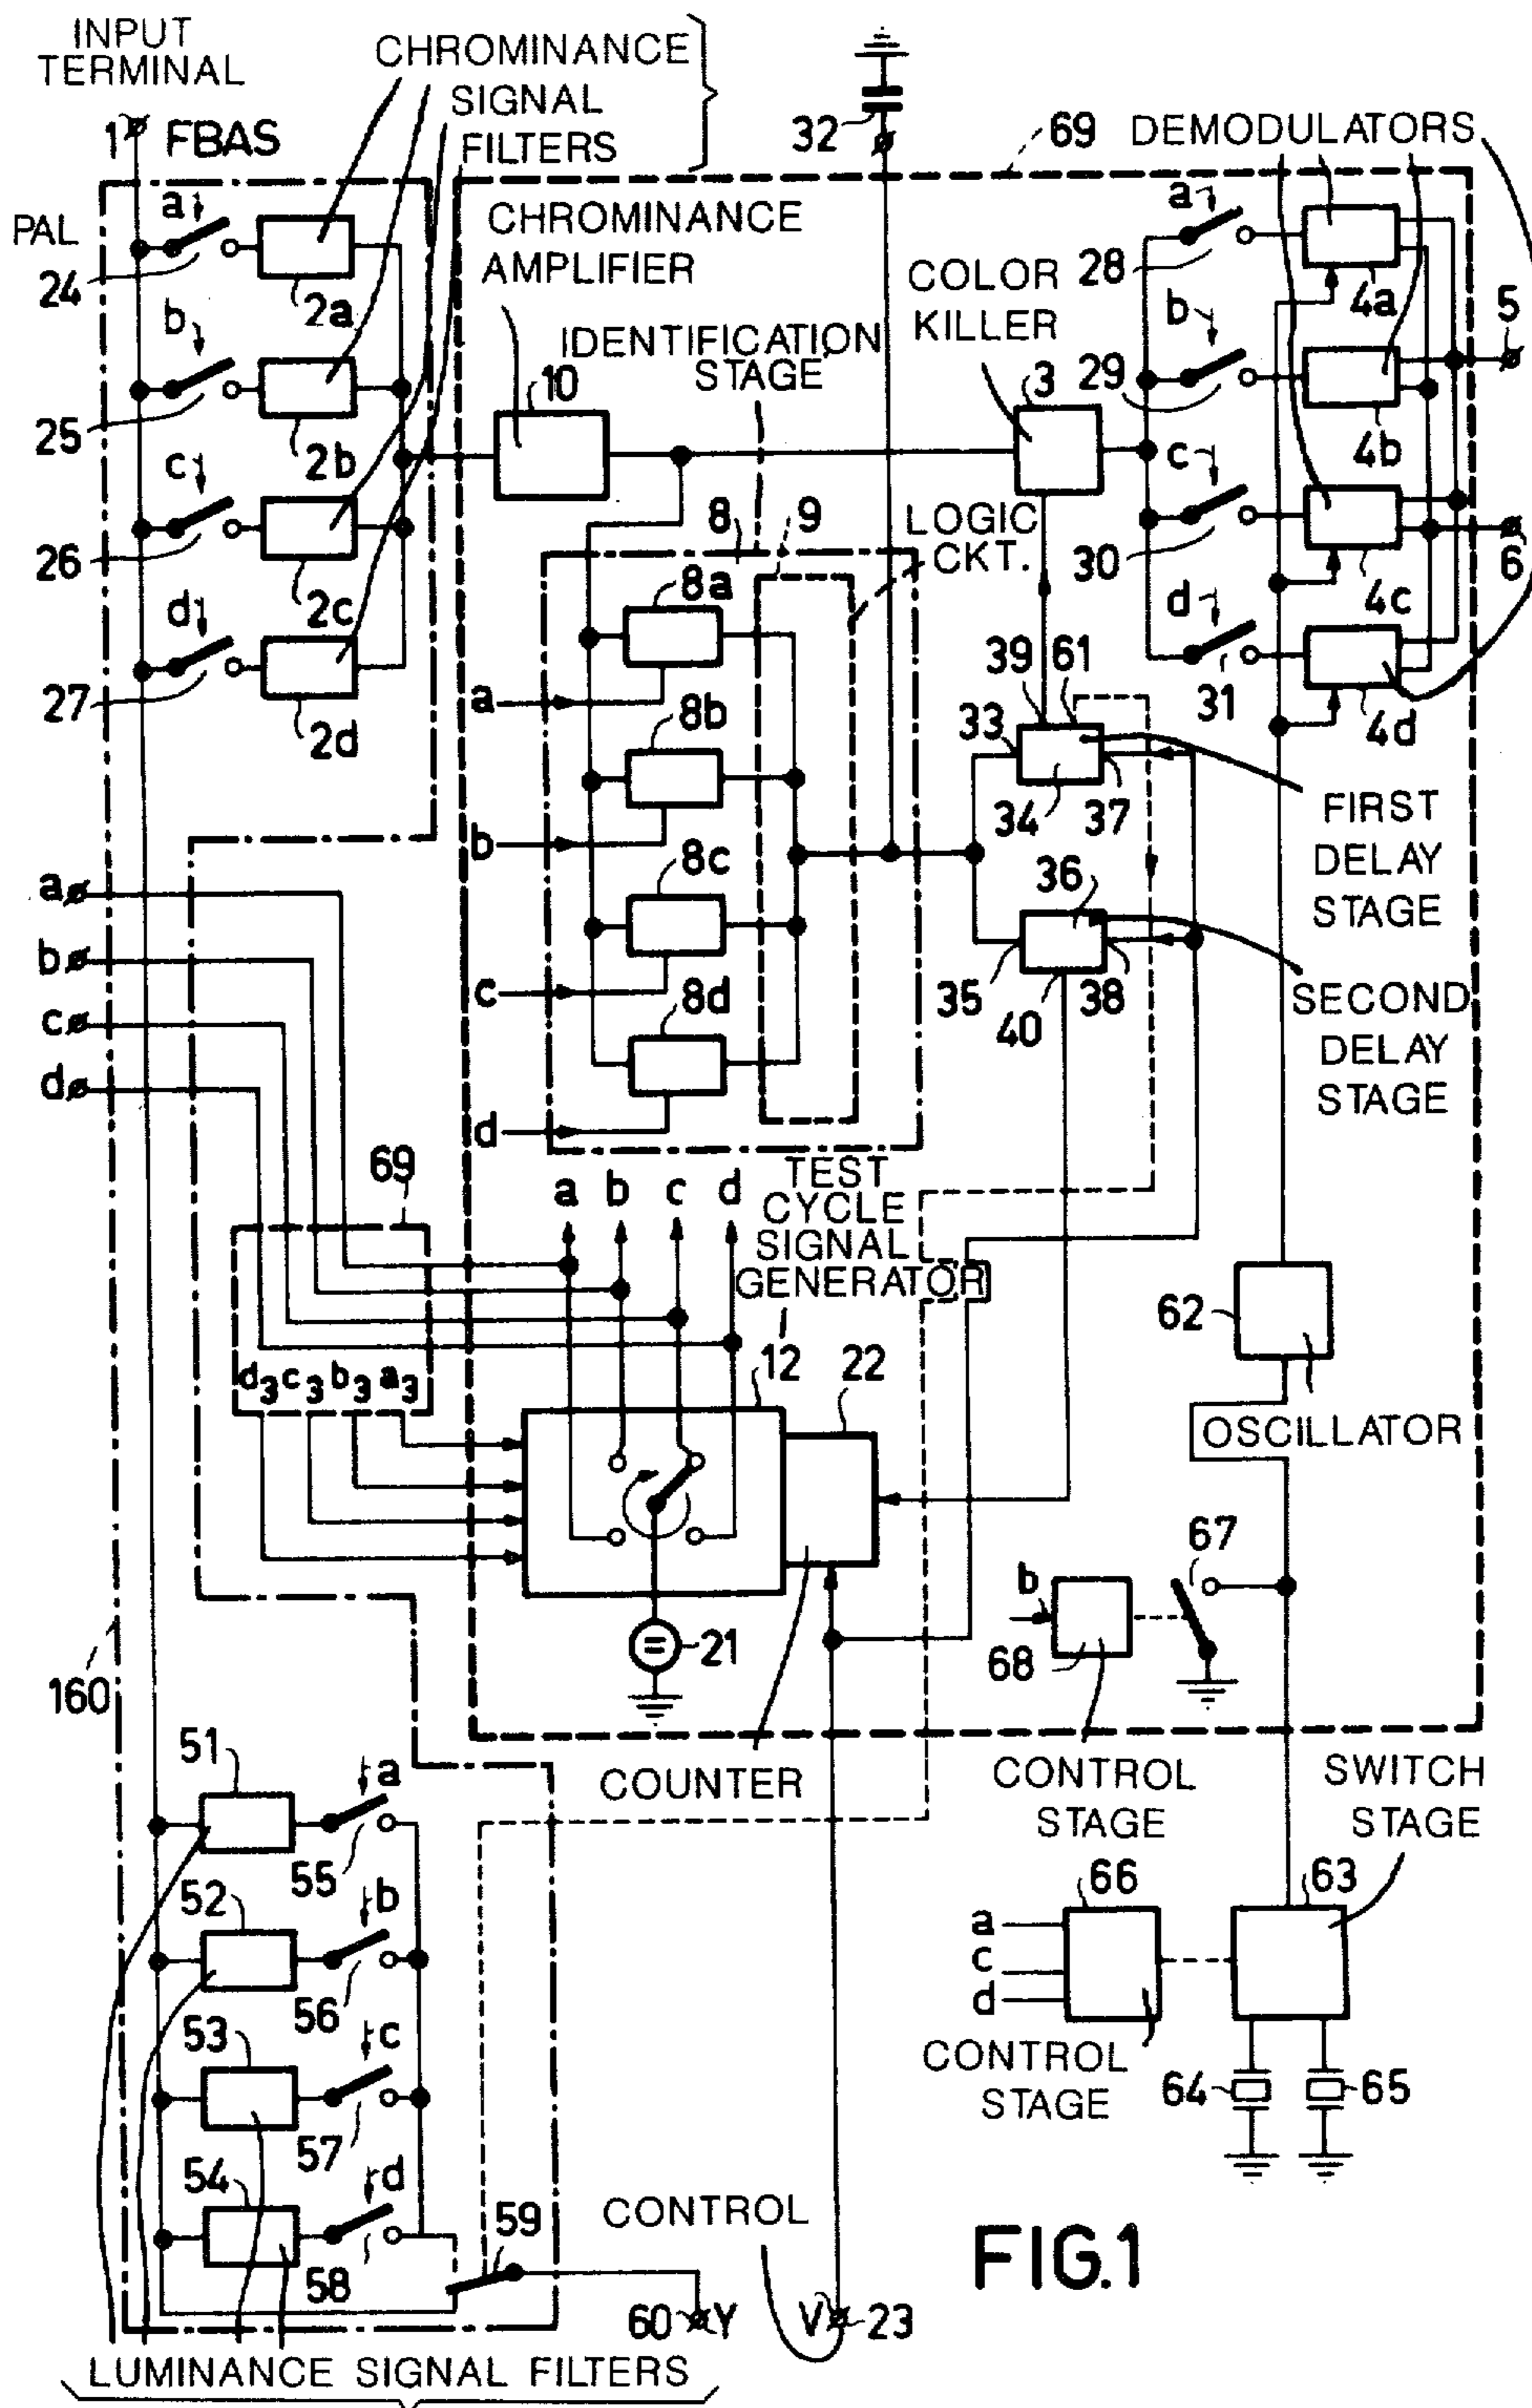 INPUT
TERMINAL
CHROMINANCE
SIGNAL
FILTERS
1
FBAS
32
69
DEMODULATORS
PAL
a
24
2a
b
25
2b
c
26
2c
d
27
2d
CHROMINANCE
AMPLIFIER
10
IDENTIFICATION
STAGE
COLOR
KILLER
3
a
28
4a
5
b
29
4b
c
30
4c
6
d
31
4d
8
9
LOGIC
CKT.
8a
a
8b
b
8c
c
8d
d
39
61
33
34
37
FIRST
DELAY
STAGE
36
35
38
40
SECOND
DELAY
STAGE
a
b
c
d
69
d3 c3 b3 a3
a b c d
TEST
CYCLE
SIGNAL
GENERATOR
12
22
21
62
OSCILLATOR
67
b
68
160
COUNTER
CONTROL
STAGE
SWITCH
STAGE
51
a
55
52
b
56
53
c
57
54
d
58
59
66
a
c
d
CONTROL
STAGE
63
64
65
CONTROL
60 Y
V 23
FIG.1
LUMINANCE SIGNAL FILTERS